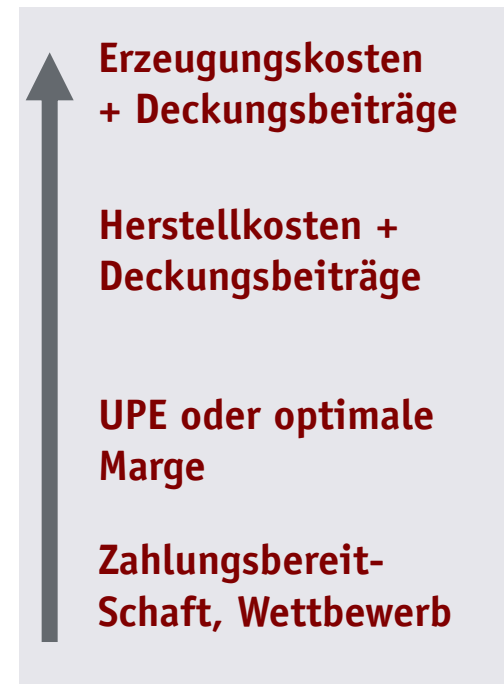 Erzeugungskosten
+ Deckungsbeiträge
Herstellkosten +
Deckungsbeiträge
UPE oder optimale
Marge
Zahlungsbereit-
Schaft, Wettbewerb